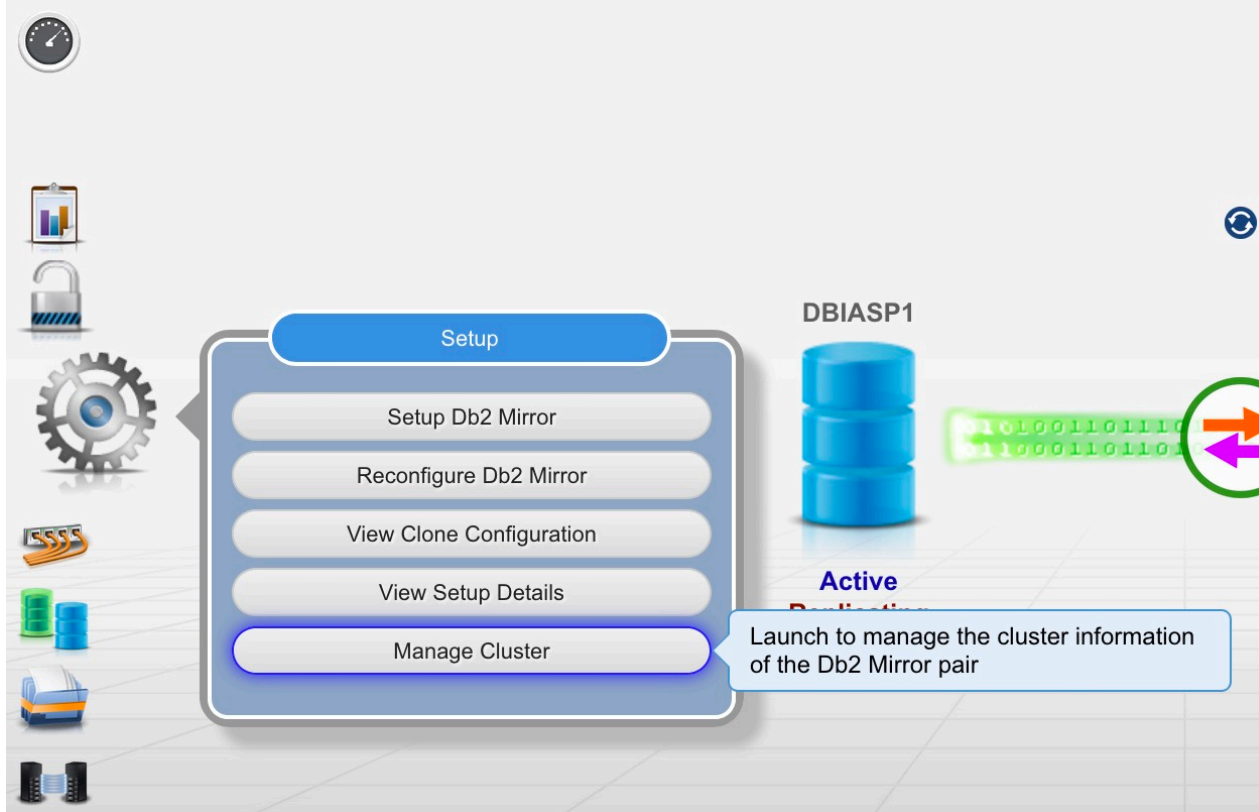 DBIASP1
Setup
Setup Db2 Mirror
Reconfigure Db2 Mirror
View Clone Configuration
View Setup Details
Manage Cluster
Active
Replicating
Launch to manage the cluster information
of the Db2 Mirror pair